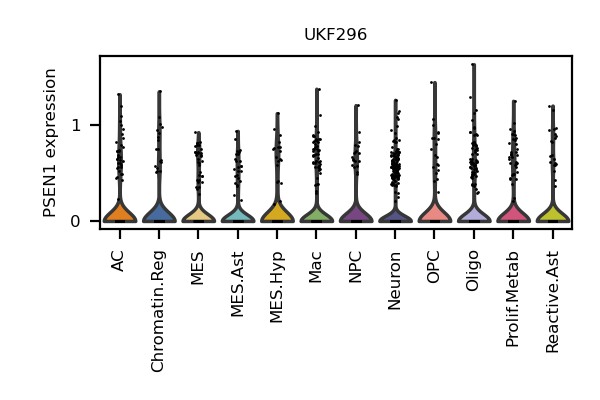 UKF296
PSEN1 expression
1
0
AC
Chromatin.Reg
MES
MES.Ast
MES.Hyp
Mac
NPC
Neuron
OPC
Oligo
Prolif.Metab
Reactive.Ast